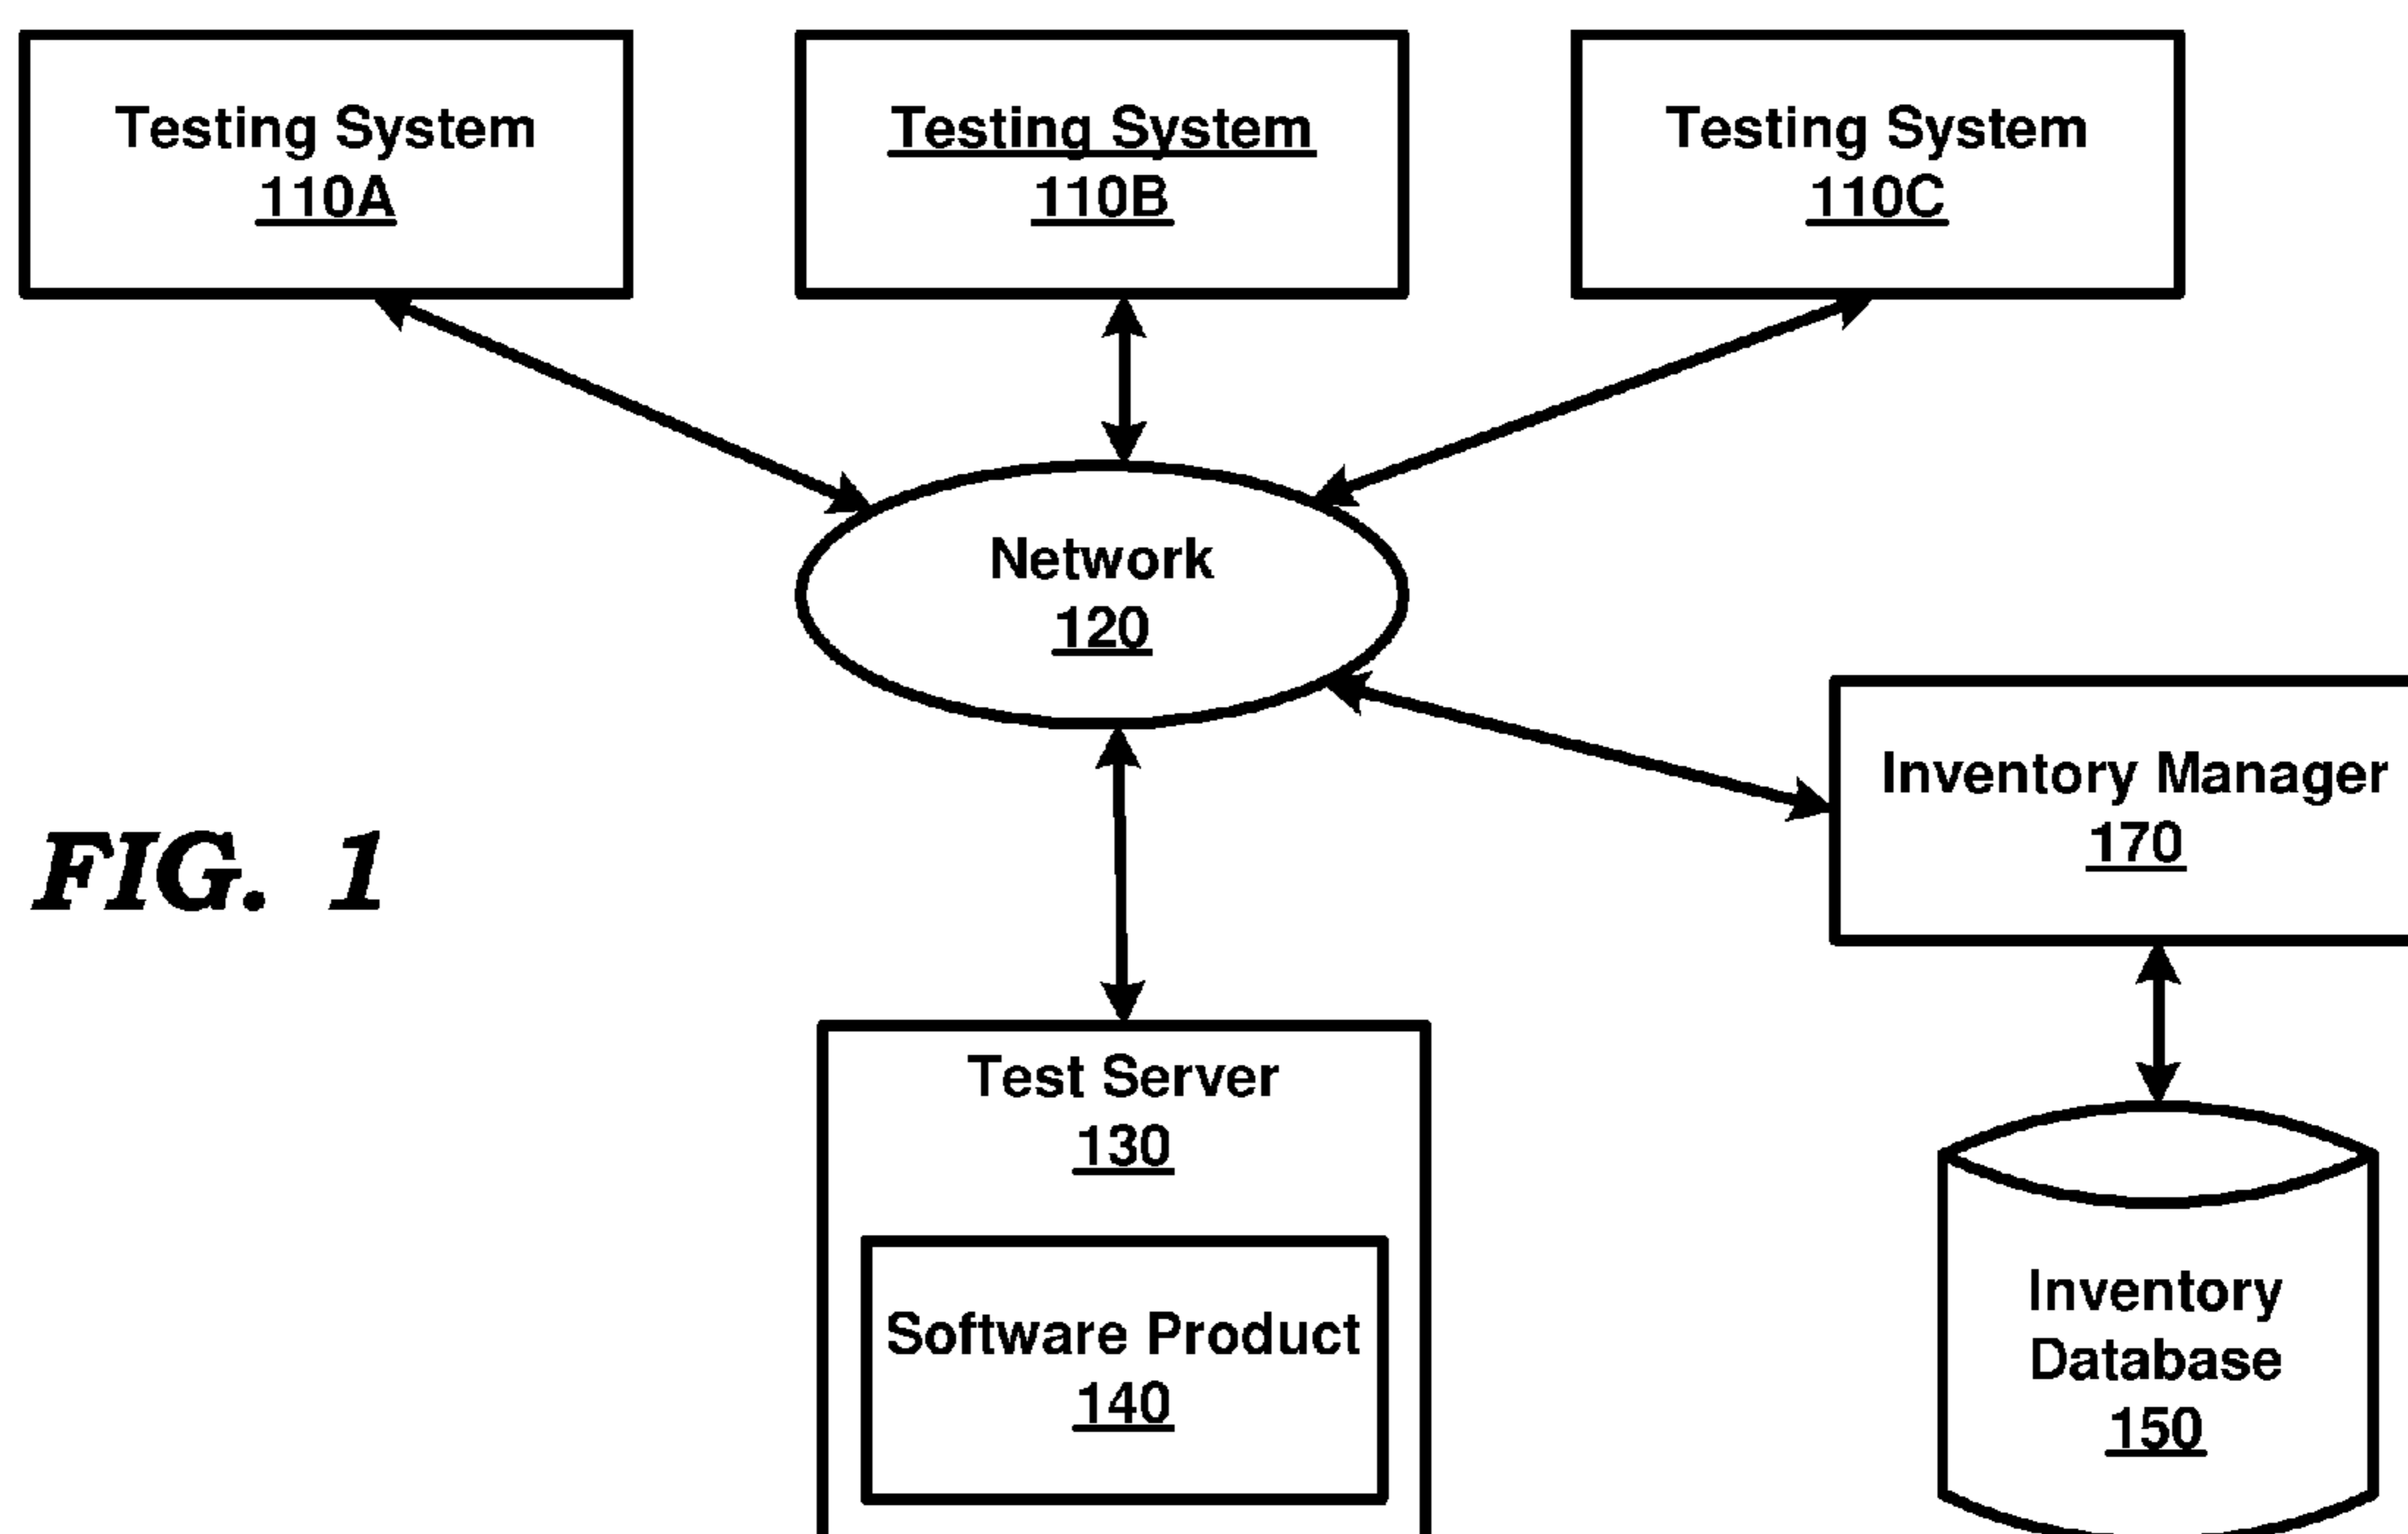 Testing System
110A
Testing System
110B
Testing System
110C
Network
120
Inventory Manager
170
FIG. 1
Test Server
130
Software Product
140
Inventory
Database
150